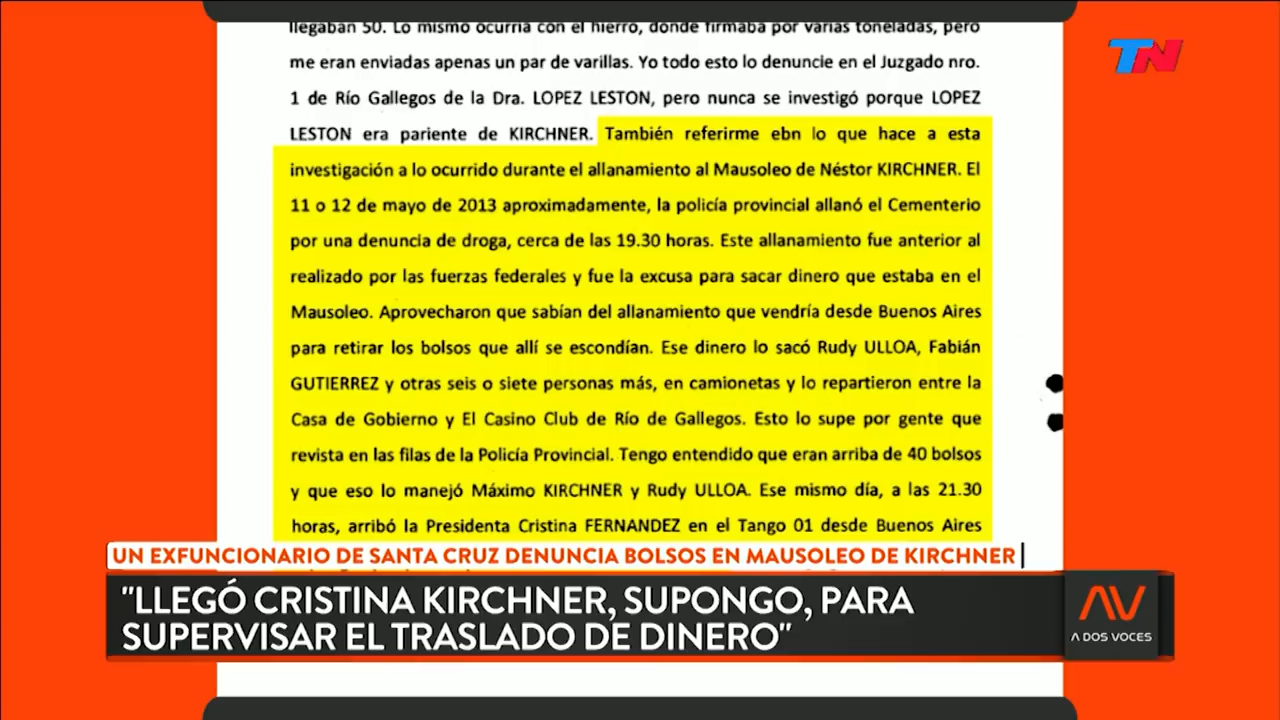 llegaban 50. Lo mismo ocurría con el hierro, donde firmaba por varias toneladas, pero
TN
me eran enviadas apenas un par de varillas. Yo todo esto lo denuncie en el Juzgado nro.
1 de Río Gallegos de la Dra. LOPEZ LESTON, pero nunca se investigó porque LOPEZ
LESTON era pariente de KIRCHNER. También referirme ebn lo que hace a esta
investigación a lo ocurrido durante el allanamiento al Mausoleo de Néstor KIRCHNER. El
11 o 12 de mayo de 2013 aproximadamente, la policía provincial allanó el Cementerio
por una denuncia de droga, cerca de las 19.30 horas. Este allanamiento fue anterior al
realizado por las fuerzas federales y fue la excusa para sacar dinero que estaba en el
Mausoleo. Aprovecharon que sabían del allanamiento que vendría desde Buenos Aires
para retirar los bolsos que allí se escondían. Ese dinero lo sacó Rudy ULLOA, Fabián
GUTIERREZ y otras seis o siete personas más, en camionetas y lo repartieron entre la
Casa de Gobierno y El Casino Club de Río de Gallegos. Esto lo supe por gente que
revista en las filas de la Policía Provincial. Tengo entendido que eran arriba de 40 bolsos
y que eso lo manejó Máximo KIRCHNER y Rudy ULLOA. Ese mismo día, a las 21.30
horas, arribó la Presidenta Cristina FERNANDEZ en el Tango 01 desde Buenos Aires
UN EXFUNCIONARIO DE SANTA CRUZ DENUNCIA BOLSOS EN MAUSOLEO DE KIRCHNER
"LLEGÓ CRISTINA KIRCHNER, SUPONGO, PARA
SUPERVISAR EL TRASLADO DE DINERO"
AV
A DOS VOCES